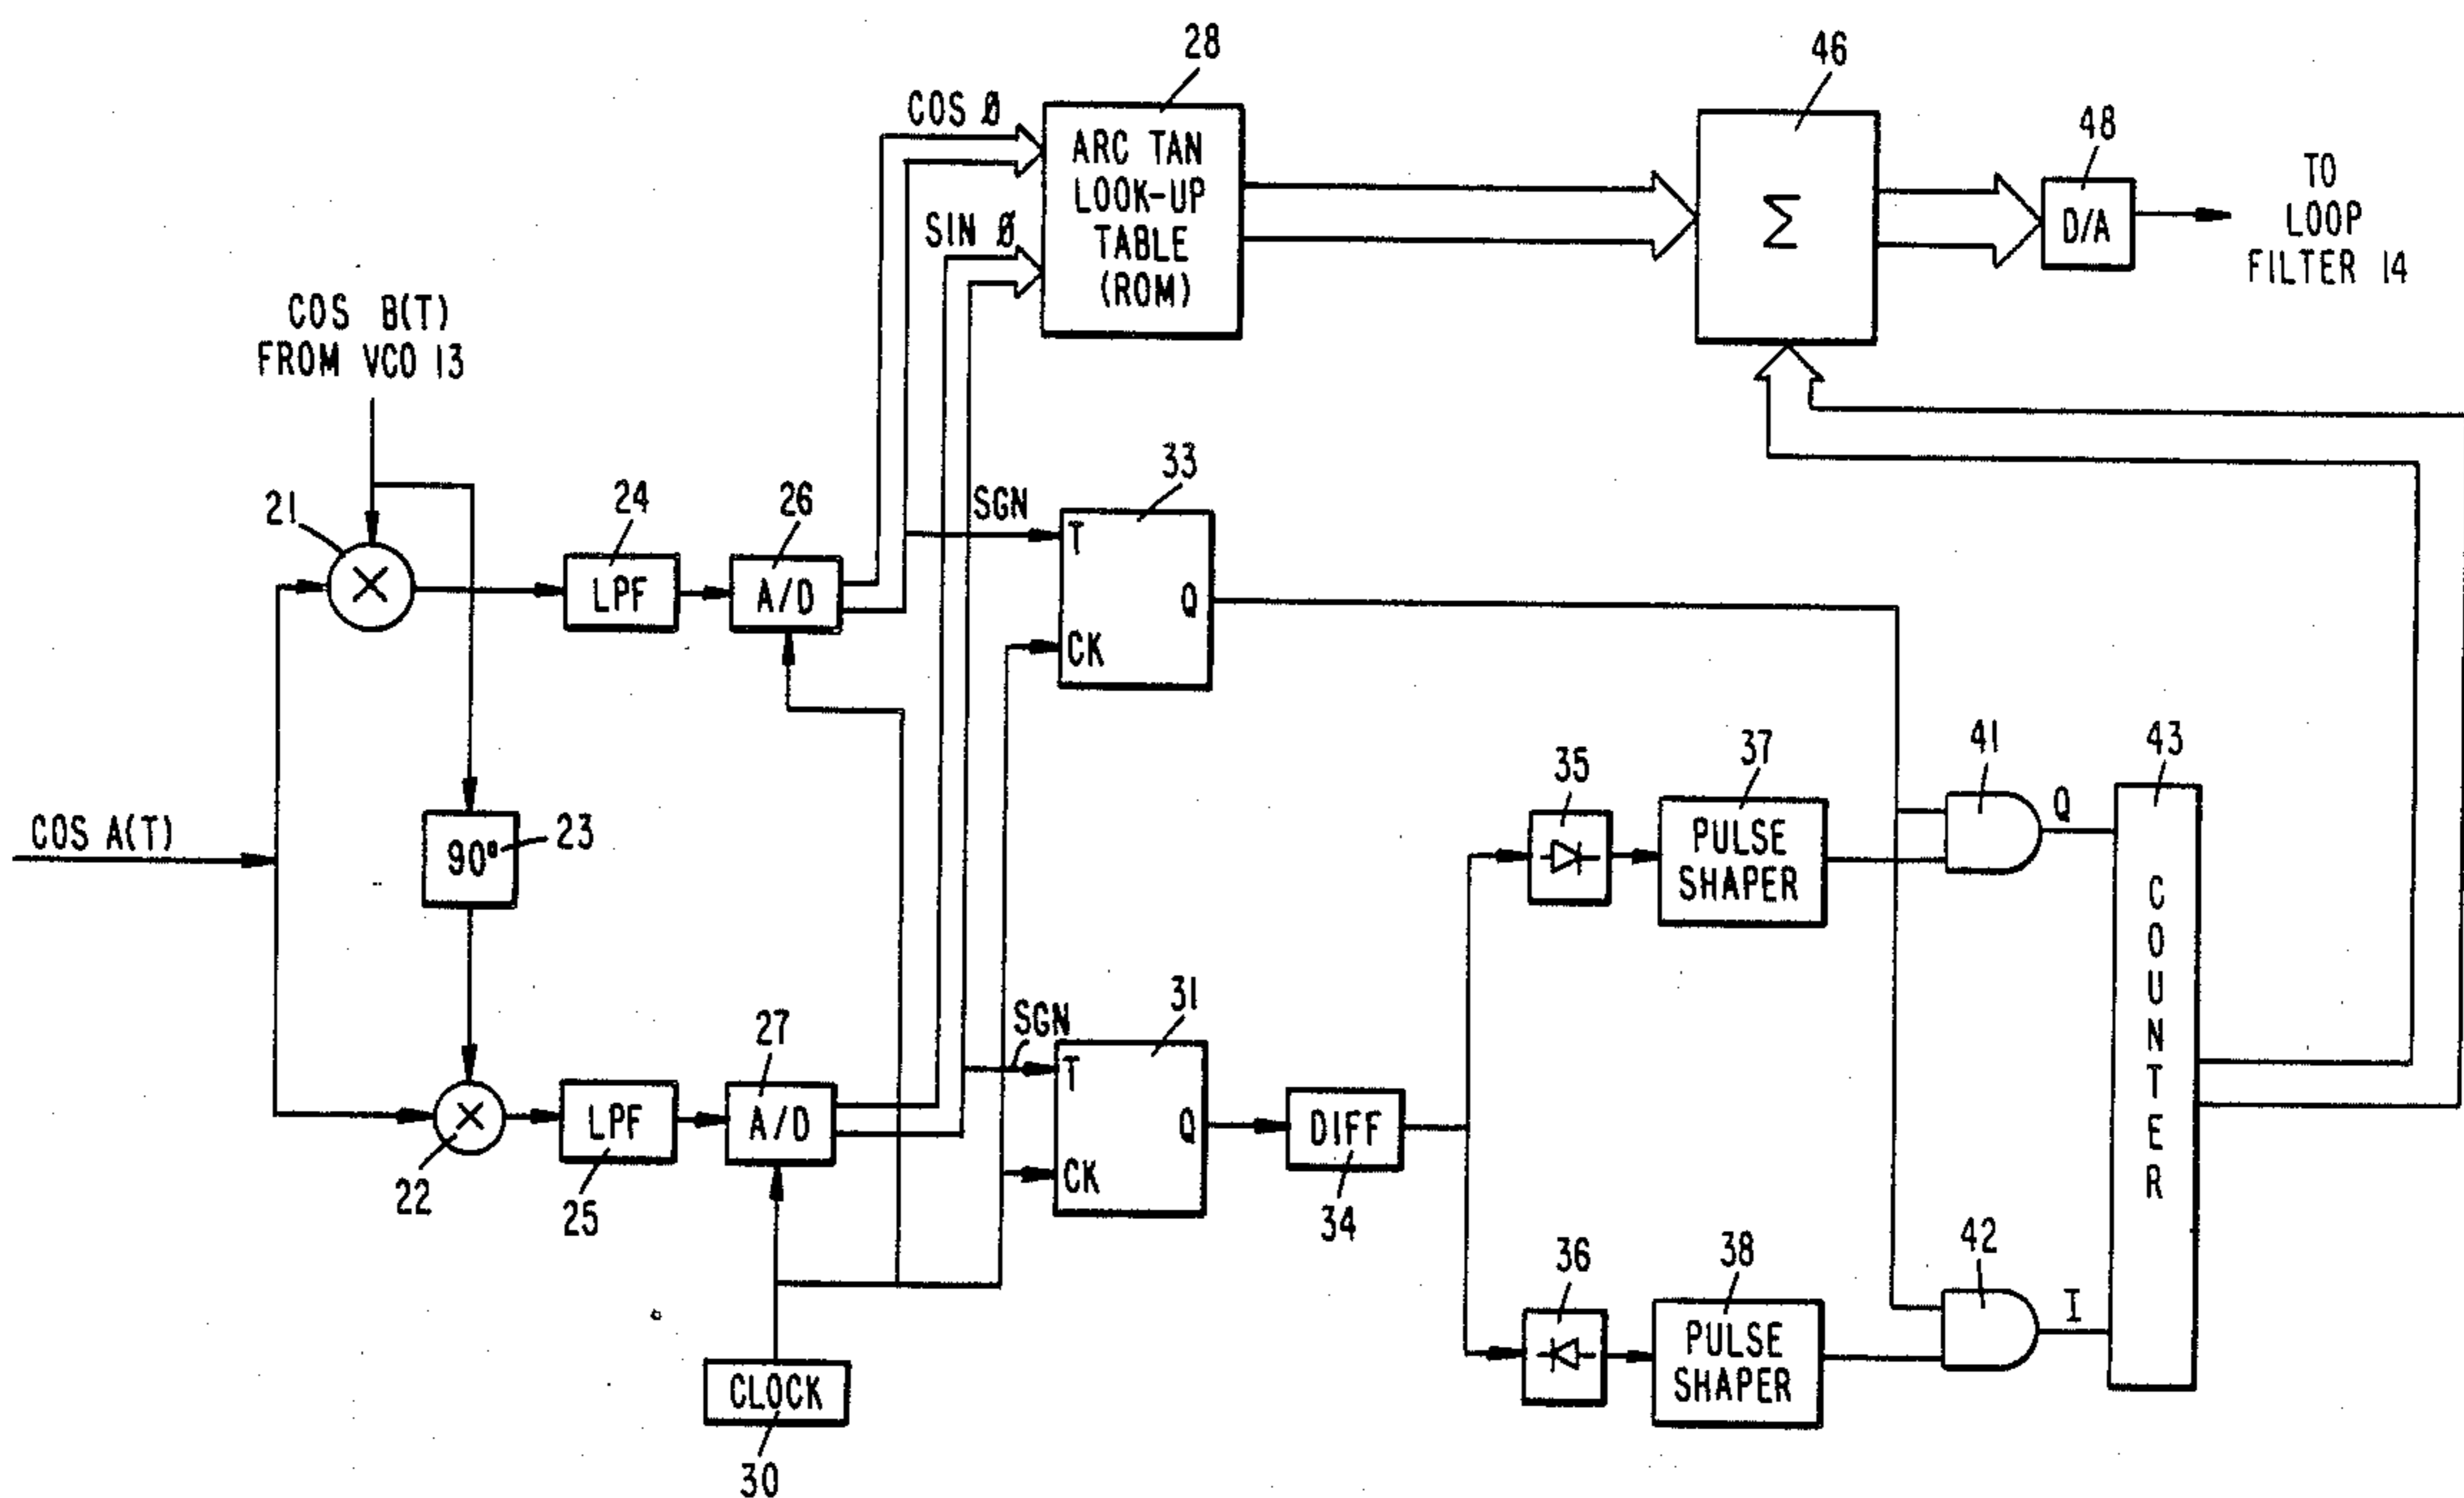 28
46
COS Ø
48
ARC TAN
LOOK-UP
TABLE
(ROM)
Σ
D/A
TO
LOOP
FILTER 14
SIN Ø
COS B(T)
FROM VCO 13
33
21
24
26
SGN
T
×
LPF
A/D
Q
CK
41
43
35
37
Q
COS A(T)
90°
23
PULSE
SHAPER
COUNTER
31
27
SGN
T
×
LPF
A/D
Q
DIFF
CK
22
25
34
36
38
42
I
PULSE
SHAPER
CLOCK
30